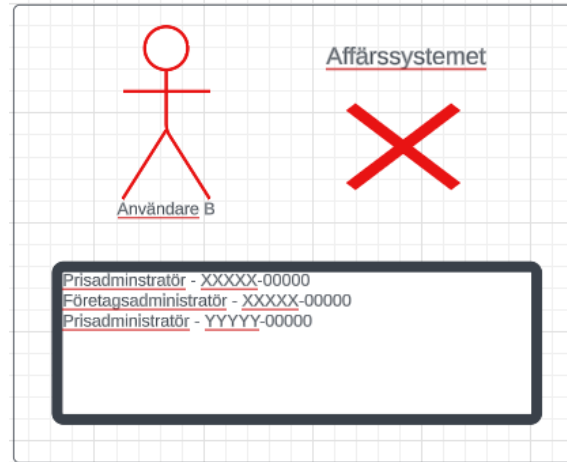 Affärssystemet
Användare B
Prisadminstratör - XXXXX-00000
Företagsadministratör - XXXXX-00000
Prisadministratör - YYYYY-00000